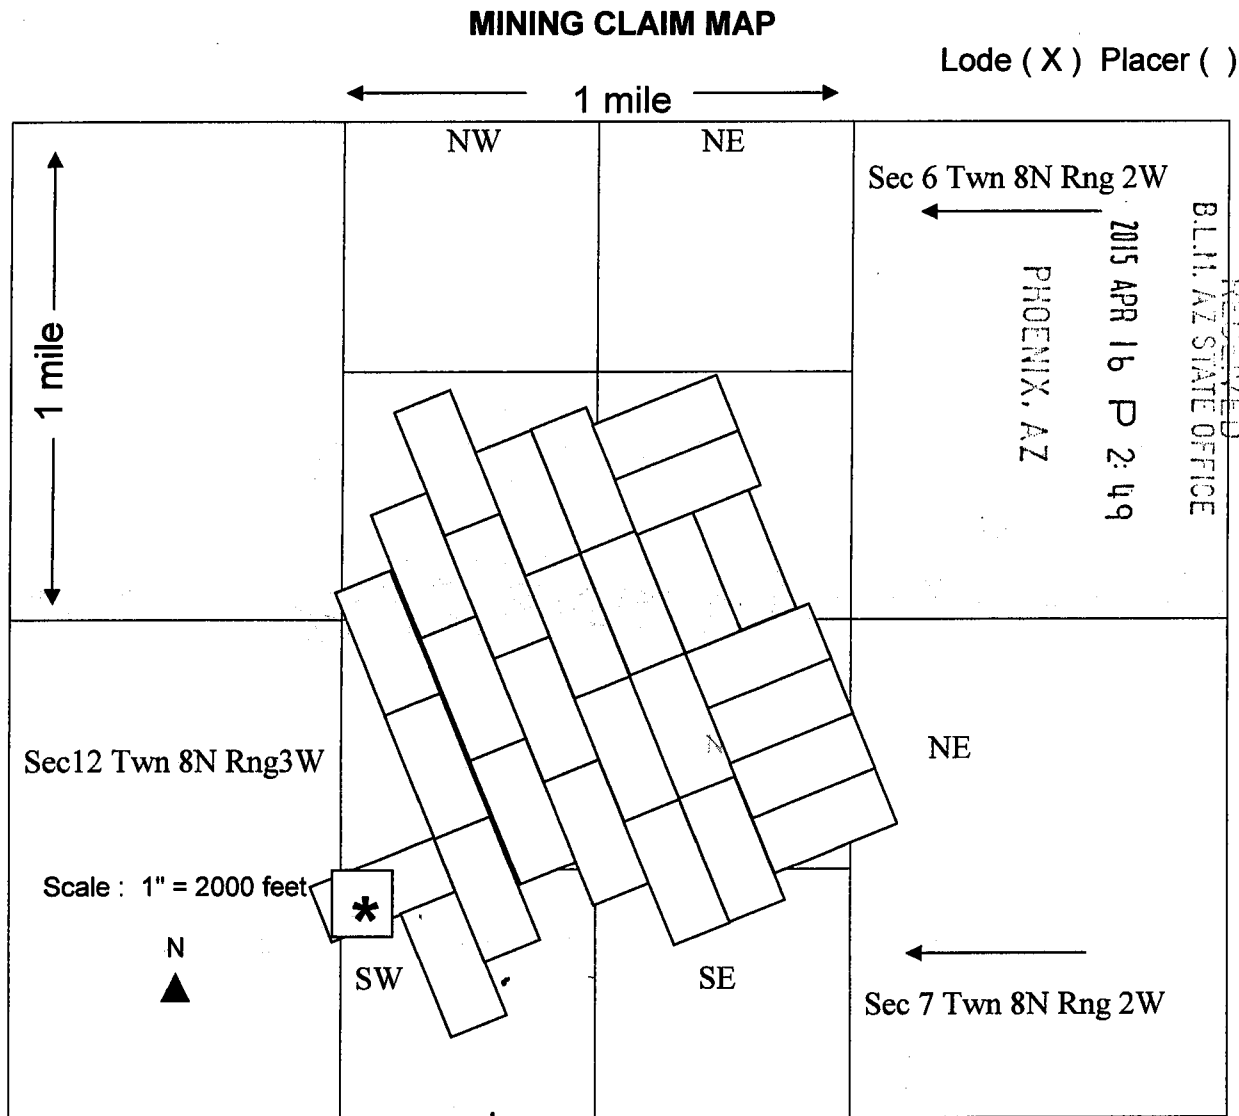 MINING CLAIM MAP
Lode ( X ) Placer ( )
1 mile
NW
NE
Sec 6 Twn 8N Rng 2W
1 mile
B.L.M. AZ STATE OFFICE
2015 APR 16 P 2:49
PHOENIX, AZ
Sec12 Twn 8N Rng3W
NE
Scale : 1" = 2000 feet
*
N
SW
SE
Sec 7 Twn 8N Rng 2W